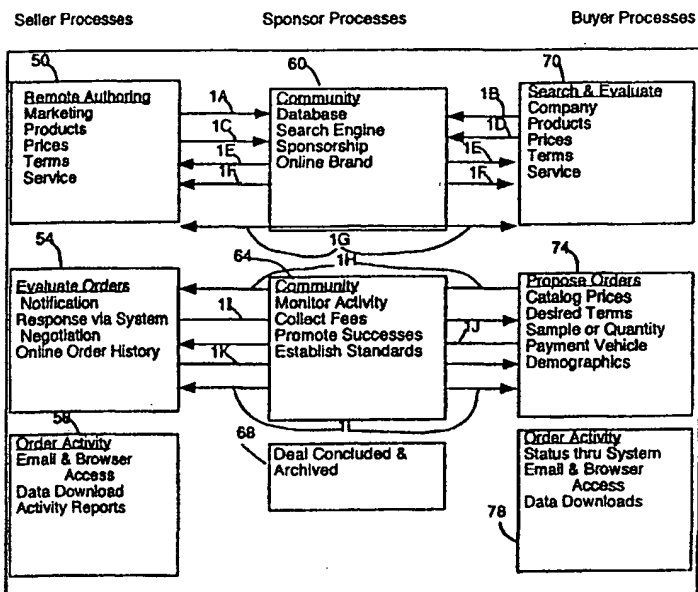 Seller Processes
Sponsor Processes
Buyer Processes
50
60
70
Remote Authoring
Marketing
Products
Prices
Terms
Service
1A
1C
1E
1F
Community
Database
Search Engine
Sponsorship
Online Brand
1B
1D
1E
1F
Search & Evaluate
Company
Products
Prices
Terms
Service
1G
54
64
1H
74
Evaluate Orders
Notification
Response via System
Negotiation
Online Order History
1I
1K
Community
Monitor Activity
Collect Fees
Promote Successes
Establish Standards
1J
Propose Orders
Catalog Prices
Desired Terms
Sample or Quantity
Payment Vehicle
Demographics
58
68
78
Order Activity
Email & Browser
Access
Data Download
Activity Reports
Deal Concluded &
Archived
Order Activity
Status thru System
Email & Browser
Access
Data Downloads